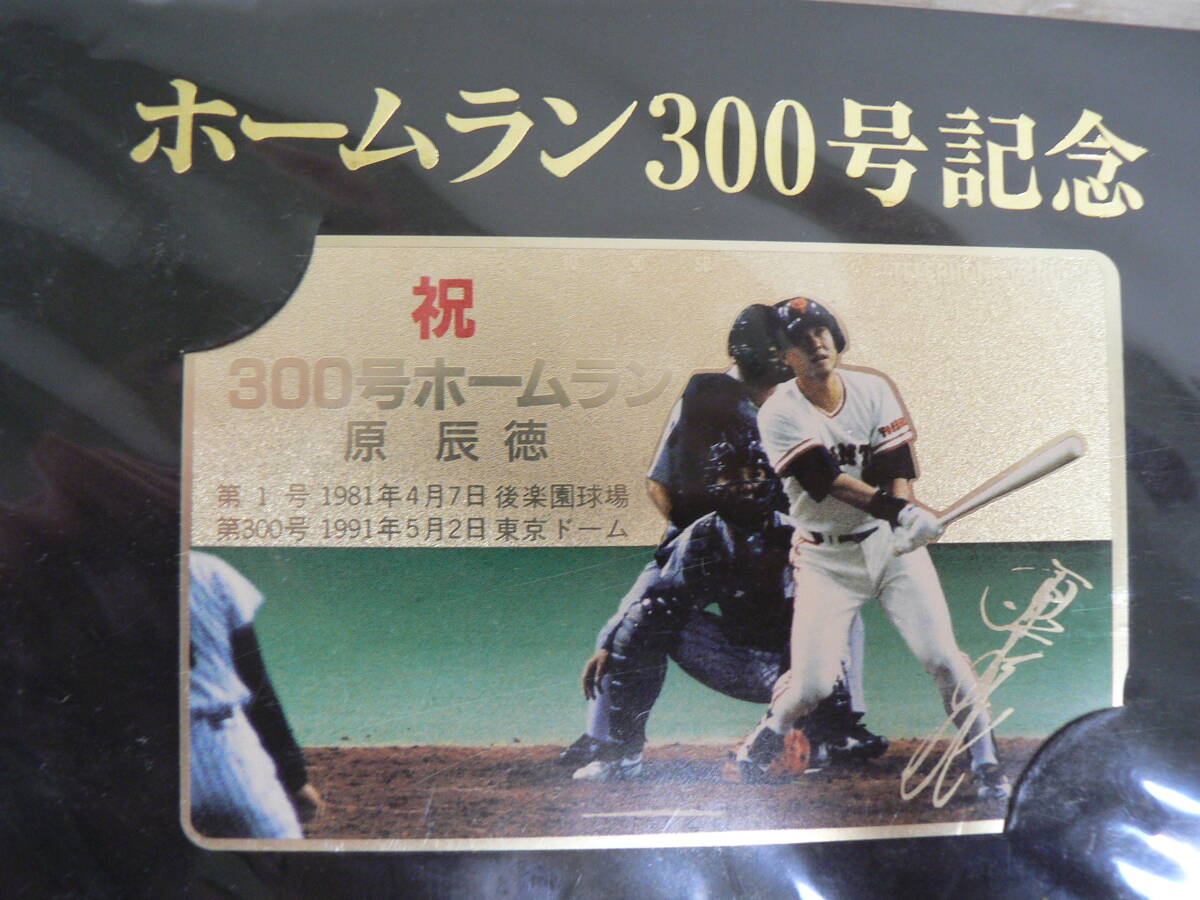 ホームラン300号記念
祝
300号ホームラン
原 辰徳
第1号 1981年4月7日 後楽園球場
第300号 1991年5月2日 東京ドーム